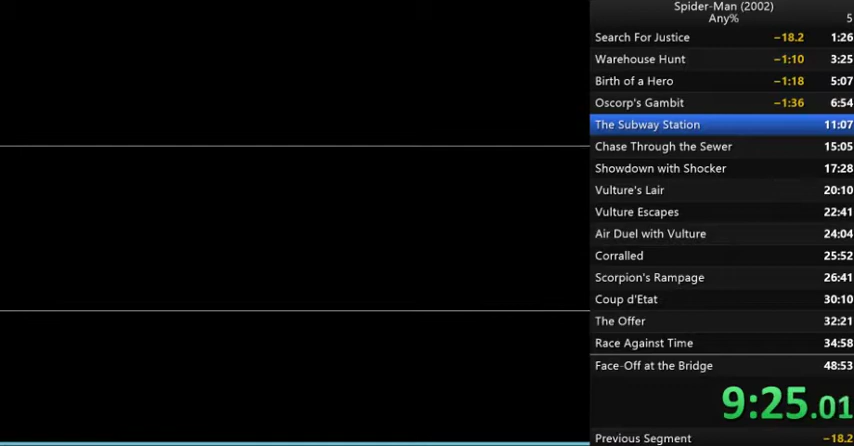 Spider-Man (2002)
Any% 5
Search For Justice −18.2 1:26
Warehouse Hunt −1:10 3:25
Birth of a Hero −1:18 5:07
Oscorp's Gambit −1:36 6:54
The Subway Station 11:07
Chase Through the Sewer 15:05
Showdown with Shocker 17:28
Vulture's Lair 20:10
Vulture Escapes 22:41
Air Duel with Vulture 24:04
Corralled 25:52
Scorpion's Rampage 26:41
Coup d'Etat 30:10
The Offer 32:21
Race Against Time 34:58
Face-Off at the Bridge 48:53
9:25.01
Previous Segment −18.2